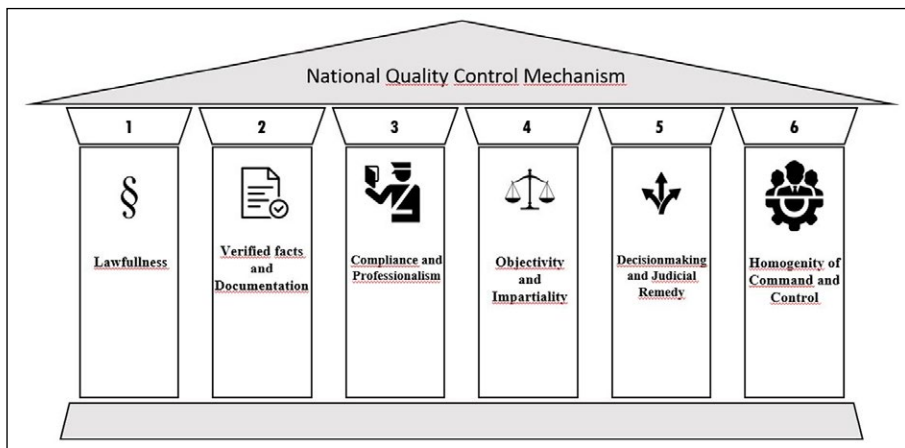 National Quality Control Mechanism
1
2
3
4
5
6
§
Lawfullness
Verified facts
and
Documentation
Compliance and
Professionalism
Objectivity
and
Impartiality
Decisionmaking
and Judicial
Remedy
Homogenity of
Command and
Control